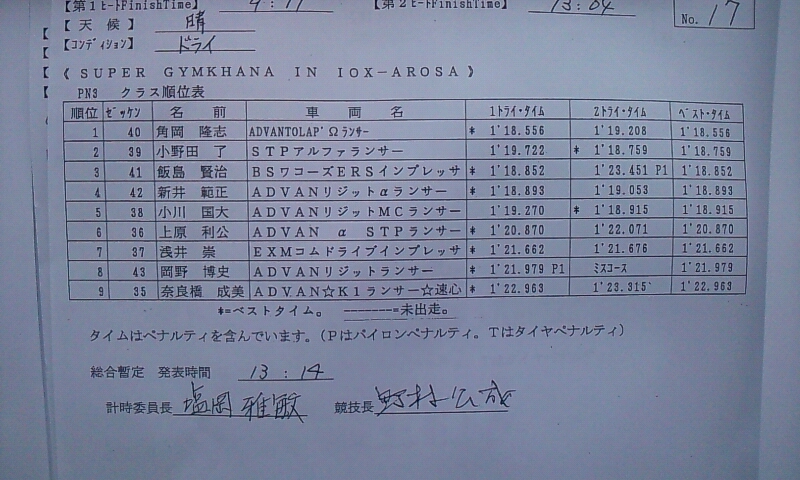 【第１ﾋｰﾄFinishTime】 【第２ﾋｰﾄFinishTime】 13:04
【天 候】 晴 No. 17
【ｺﾝﾃﾞｨｼｮﾝ】 ドライ
《 ＳＵＰＥＲ ＧＹＭＫＨＡＮＡ ＩＮ ＩＯＸ－ＡＲＯＳＡ 》
PN3 クラス順位表
順位 ｾﾞｯｹﾝ 名 前 車 両 名 1トライ・タイム 2トライ・タイム ﾍﾞｽﾄ・タイム
1 40 角岡 隆志 ADVANTOLAP'Ωﾗﾝｻｰ * 1'18.556 1'19.208 1'18.556
2 39 小野田 了 ＳＴＰアルファランサー 1'19.722 * 1'18.759 1'18.759
3 41 飯島 賢治 ＢＳワコーズＥＲＳインプレッサ * 1'18.852 1'23.451 P1 1'18.852
4 42 新井 範正 ＡＤＶＡＮリジットαランサー * 1'18.893 1'19.053 1'18.893
5 38 小川 国大 ＡＤＶＡＮリジットＭＣランサー 1'19.270 * 1'18.915 1'18.915
6 36 上原 利公 ＡＤＶＡＮ α ＳＴＰランサー * 1'20.870 1'22.071 1'20.870
7 37 浅井 崇 ＥＸＭコムドライブインプレッサ * 1'21.662 1'21.676 1'21.662
8 43 岡野 博史 ＡＤＶＡＮリジットランサー * 1'21.979 P1 ﾐｽコース 1'21.979
9 35 奈良橋 成美 ＡＤＶＡＮ☆Ｋ１ランサー☆速心 * 1'22.963 1'23.315 1'22.963
*=ベストタイム。 -------=未出走。
タイムはペナルティを含んでいます。（Ｐはパイロンペナルティ。Ｔはタイヤペナルティ）
総合暫定 発表時間 13:14
計時委員長 塩岡 雅敏 競技長 野村公成